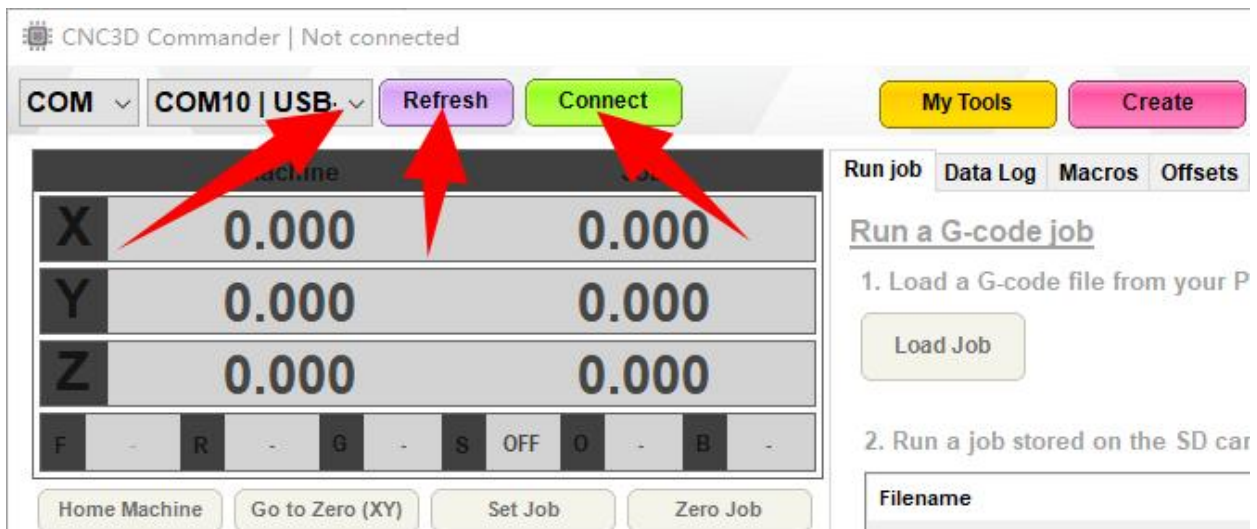 CNC3D Commander | Not connected
COM COM10 | USB- Refresh Connect My Tools Create
Run job Data Log Macros Offsets
X 0.000 0.000
Run a G-code job
Y 0.000 0.000
1. Load a G-code file from your P
Load Job
Z 0.000 0.000
F - R - G - S OFF O - B -
2. Run a job stored on the SD car
Home Machine Go to Zero (XY) Set Job Zero Job
Filename